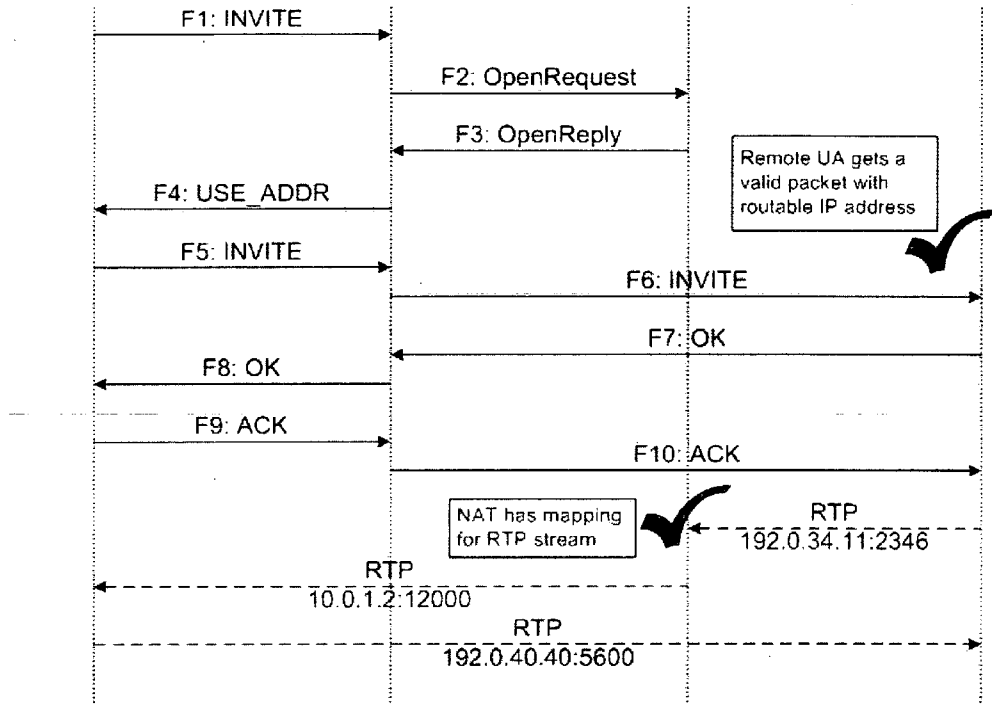 F1: INVITE
F2: OpenRequest
F3: OpenReply
Remote UA gets a
valid packet with
routable IP address
F4: USE_ADDR
F5: INVITE
F6: INVITE
F7: OK
F8: OK
F9: ACK
F10: ACK
NAT has mapping
for RTP stream
RTP
192.0.34.11:2346
RTP
10.0.1.2:12000
RTP
192.0.40.40:5600